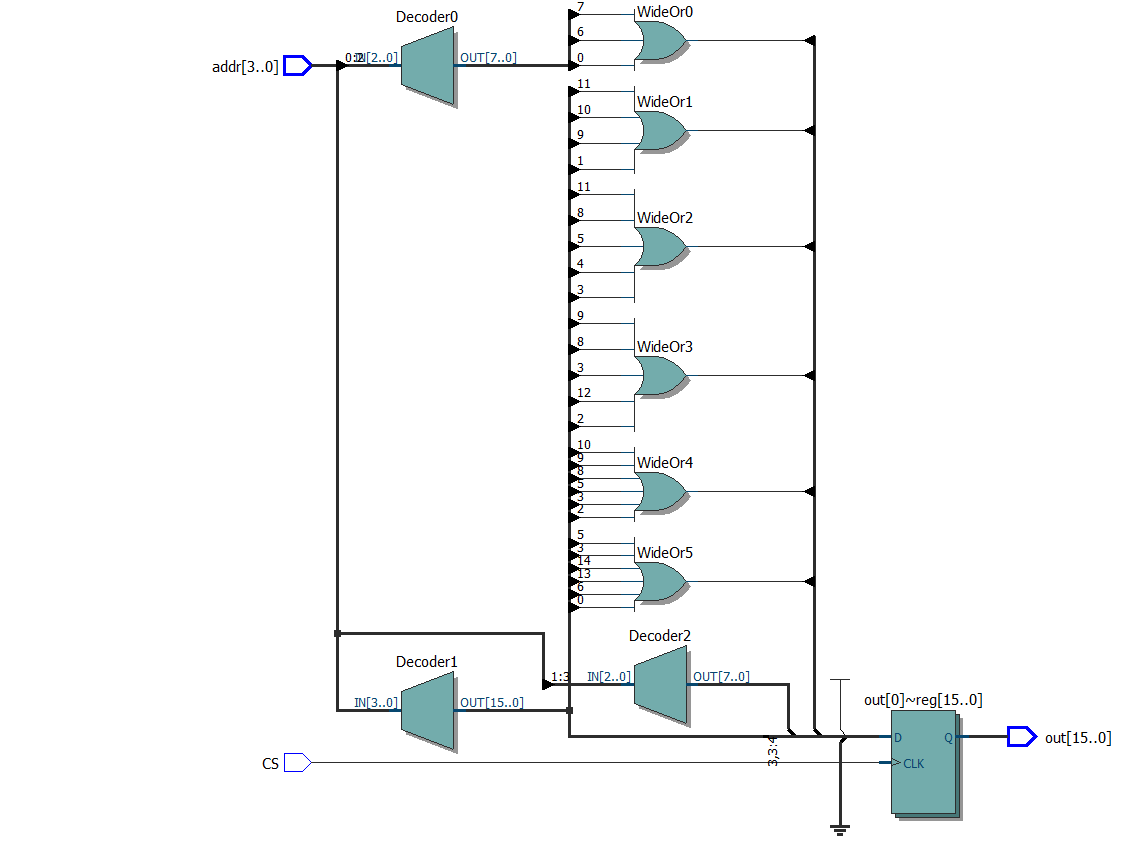 Decoder0
addr[3..0]
0:2
IN[2..0]
OUT[7..0]
7
6
0
WideOr0
11
10
9
1
WideOr1
11
8
5
4
3
WideOr2
9
8
3
12
2
WideOr3
10
9
8
5
3
2
WideOr4
5
3
14
13
6
0
WideOr5
Decoder2
1:3
IN[2..0]
OUT[7..0]
Decoder1
IN[3..0]
OUT[15..0]
3,3:4
out[0]~reg[15..0]
D
Q
CLK
out[15..0]
CS